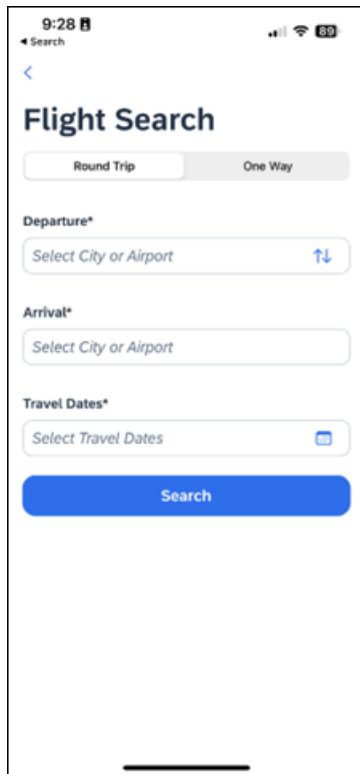 9:28
◀ Search
89
Flight Search
Round Trip
One Way
Departure*
Select City or Airport
Arrival*
Select City or Airport
Travel Dates*
Select Travel Dates
Search